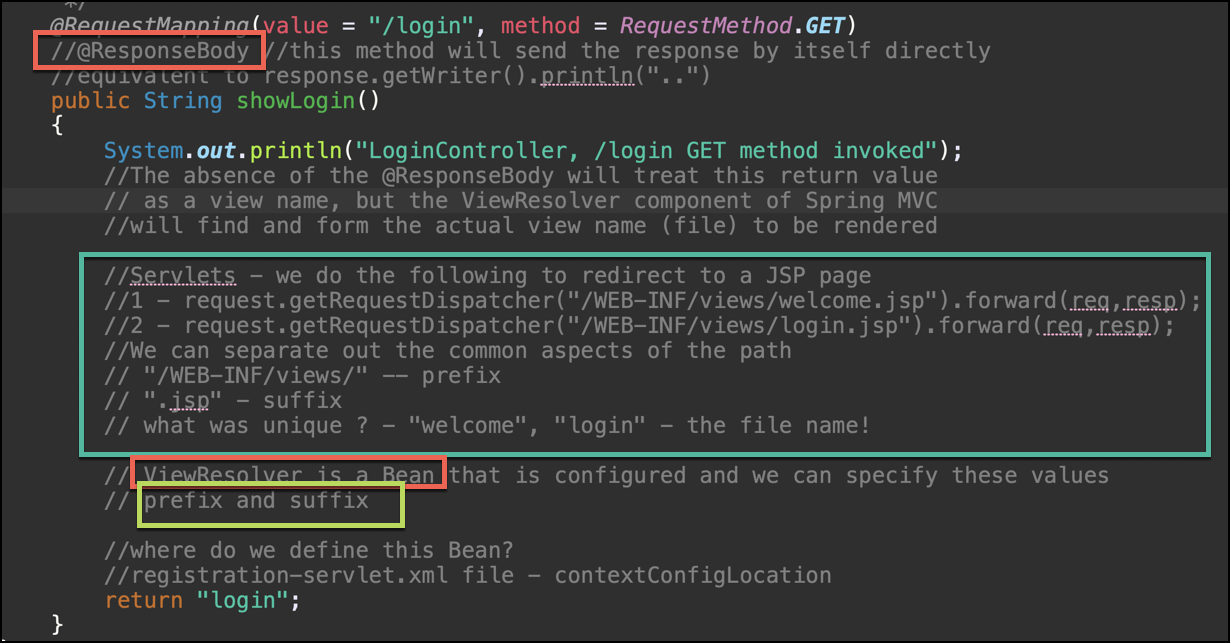 */
@RequestMapping(value = "/login", method = RequestMethod.GET)
//@ResponseBody //this method will send the response by itself directly
//equivalent to response.getWriter().println("..")
public String showLogin()
{
System.out.println("LoginController, /login GET method invoked");
//The absence of the @ResponseBody will treat this return value
// as a view name, but the ViewResolver component of Spring MVC
//will find and form the actual view name (file) to be rendered
//Servlets - we do the following to redirect to a JSP page
//1 - request.getRequestDispatcher("/WEB-INF/views/welcome.jsp").forward(req,resp);
//2 - request.getRequestDispatcher("/WEB-INF/views/login.jsp").forward(req,resp);
//We can separate out the common aspects of the path
// "/WEB-INF/views/" -- prefix
// ".jsp" - suffix
// what was unique ? - "welcome", "login" - the file name!
// ViewResolver is a Bean that is configured and we can specify these values
// prefix and suffix
//where do we define this Bean?
//registration-servlet.xml file - contextConfigLocation
return "login";
}